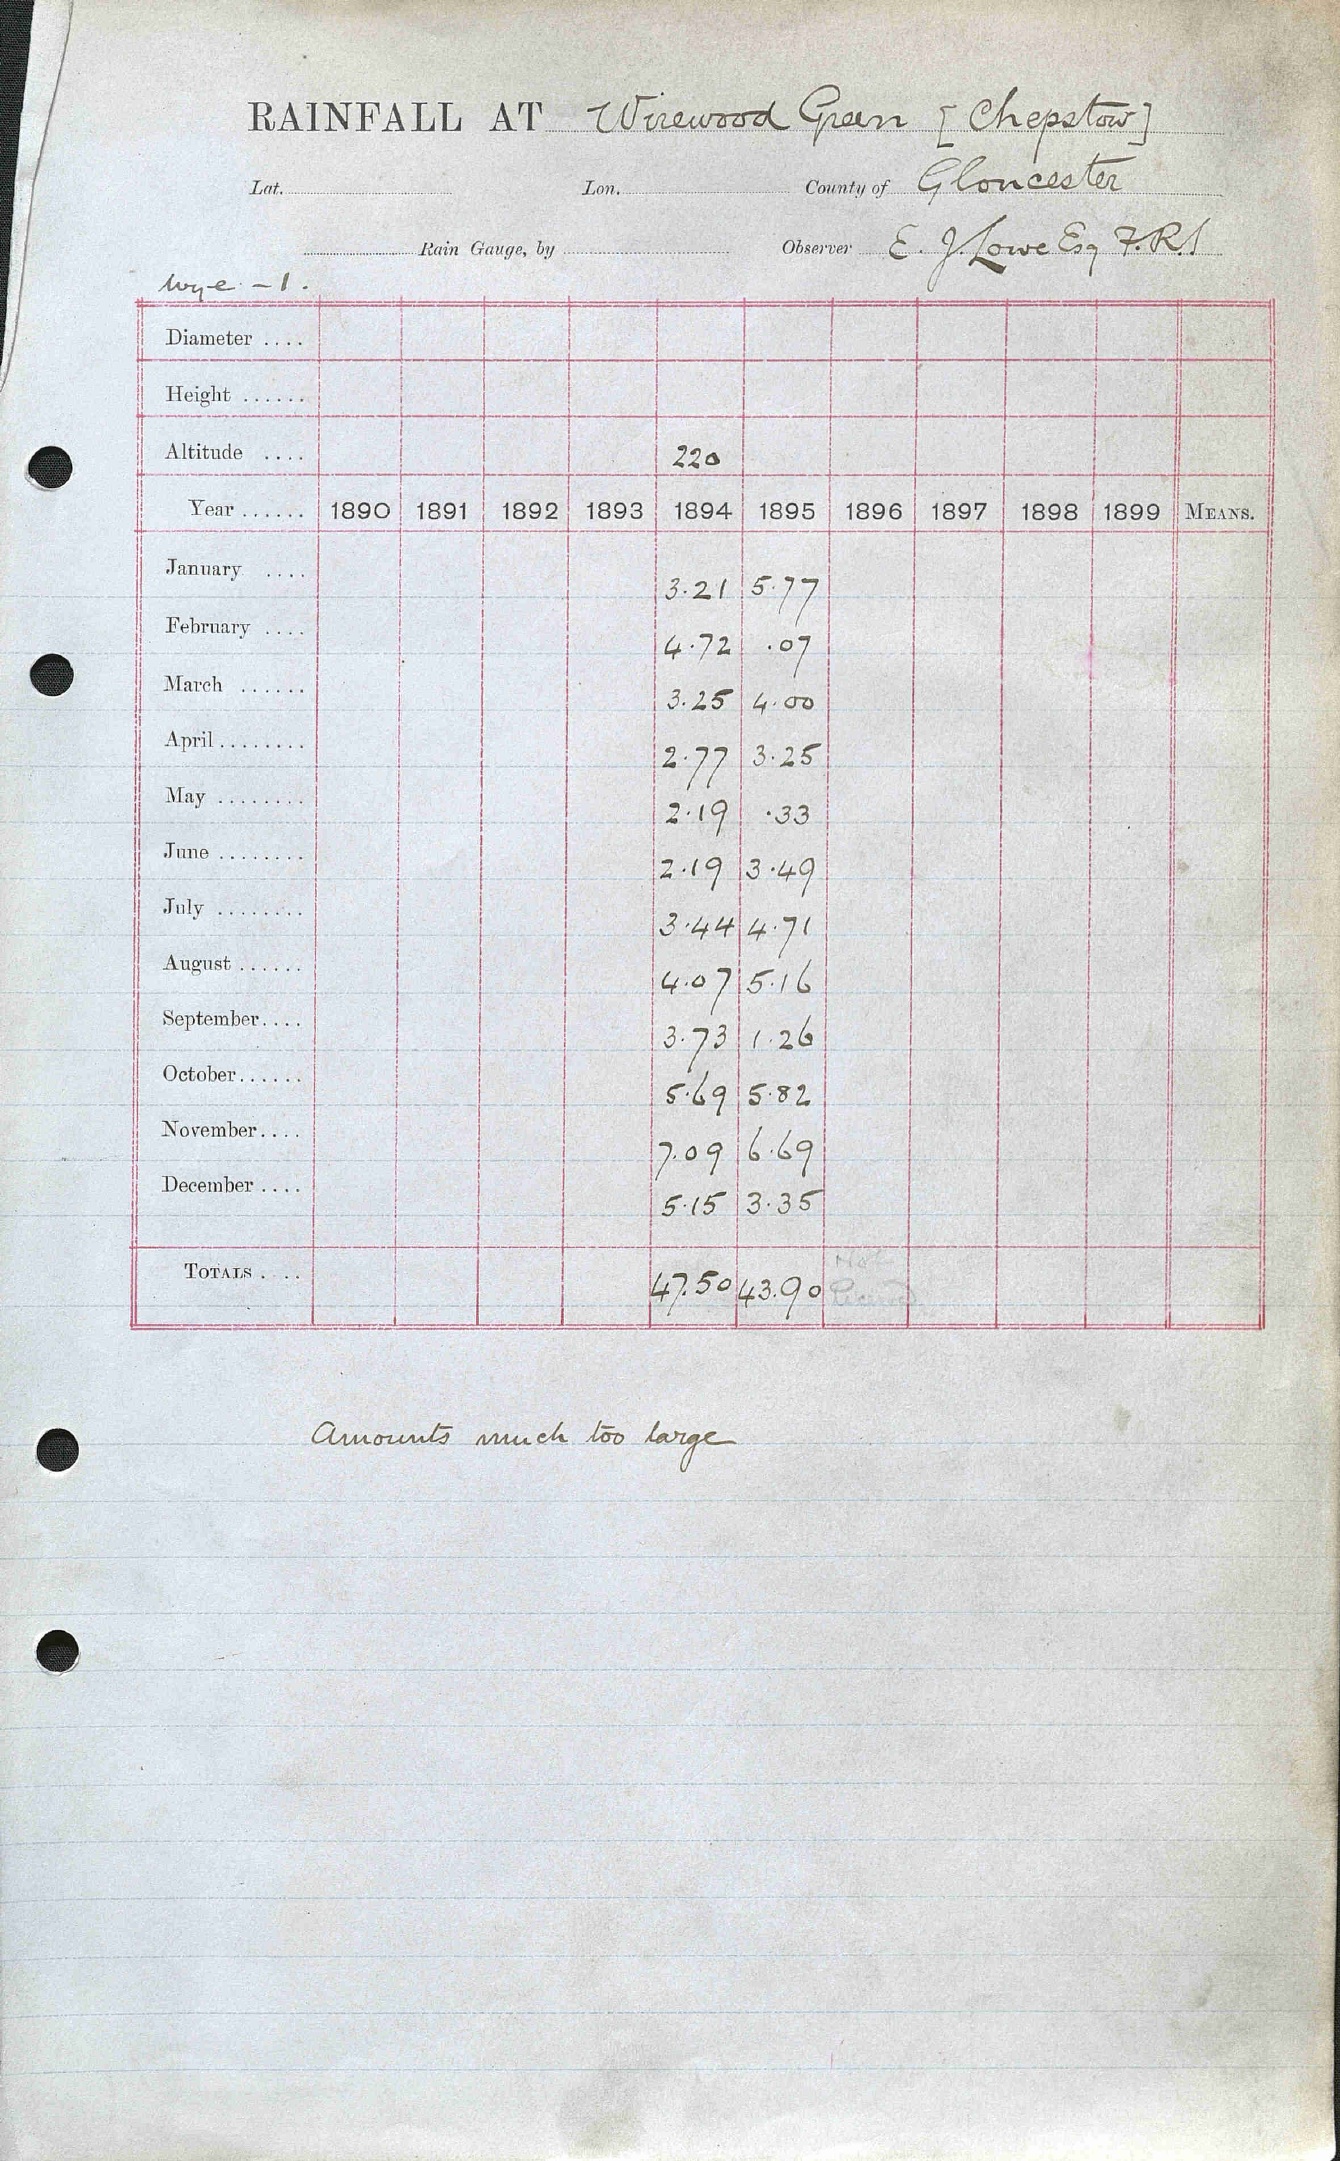 RAINFALL AT Wirewood Green [Chepstow]
Lat. Lon. County of Gloucester
Rain Gauge, by Observer E. J. Lowe Esq F.R.S
Wye - 1.
Diameter ....
Height ......
Altitude .... 220
Year ...... 1890 1891 1892 1893 1894 1895 1896 1897 1898 1899 MEANS.
January .... 3.21 5.77
February .... 4.72 .07
March ...... 3.25 4.00
April ........ 2.77 3.25
May ........ 2.19 .33
June ........ 2.19 3.49
July ........ 3.44 4.71
August ...... 4.07 5.16
September .... 3.73 1.26
October ...... 5.69 5.82
November .... 7.09 6.69
December .... 5.15 3.35
TOTALS .... 47.50 43.90 Not
Received
Amounts much too large